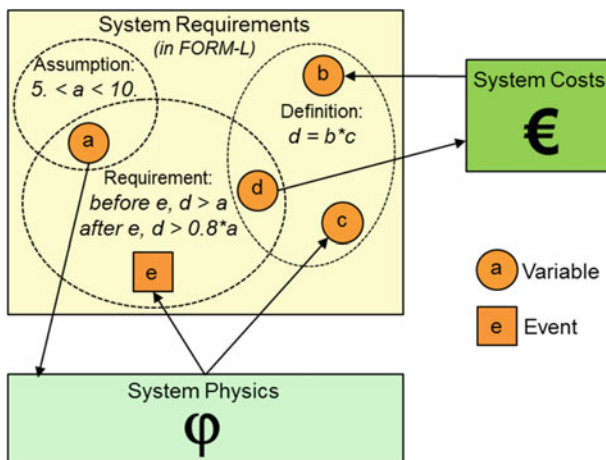 System Requirements
(in FORM-L)
Assumption:
5. < a < 10.
a
b
Definition:
d = b*c
d
c
Requirement:
before e, d > a
after e, d > 0.8*a
e
System Costs
€
a Variable
e Event
System Physics
φ